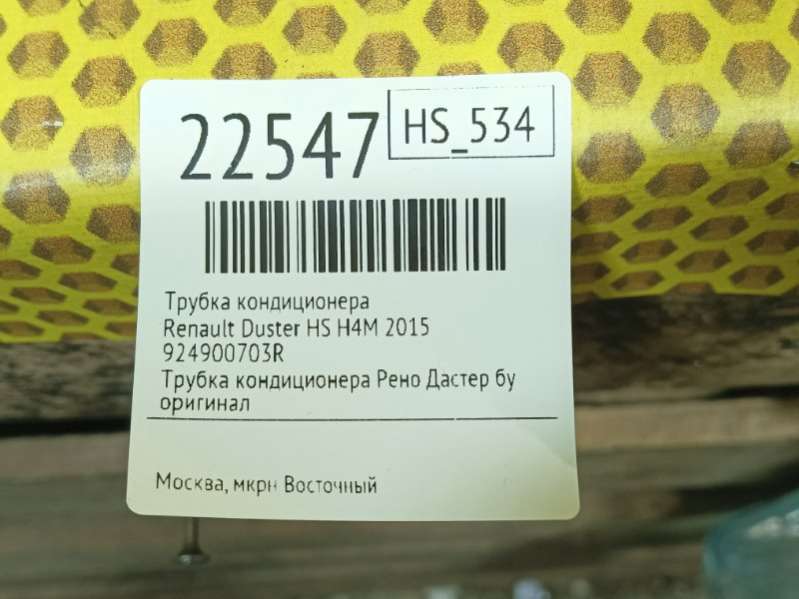 22547 HS_534
Трубка кондиционера
Renault Duster HS H4M 2015
924900703R
Трубка кондиционера Рено Дастер бу
оригинал
Москва, мкрн Восточный